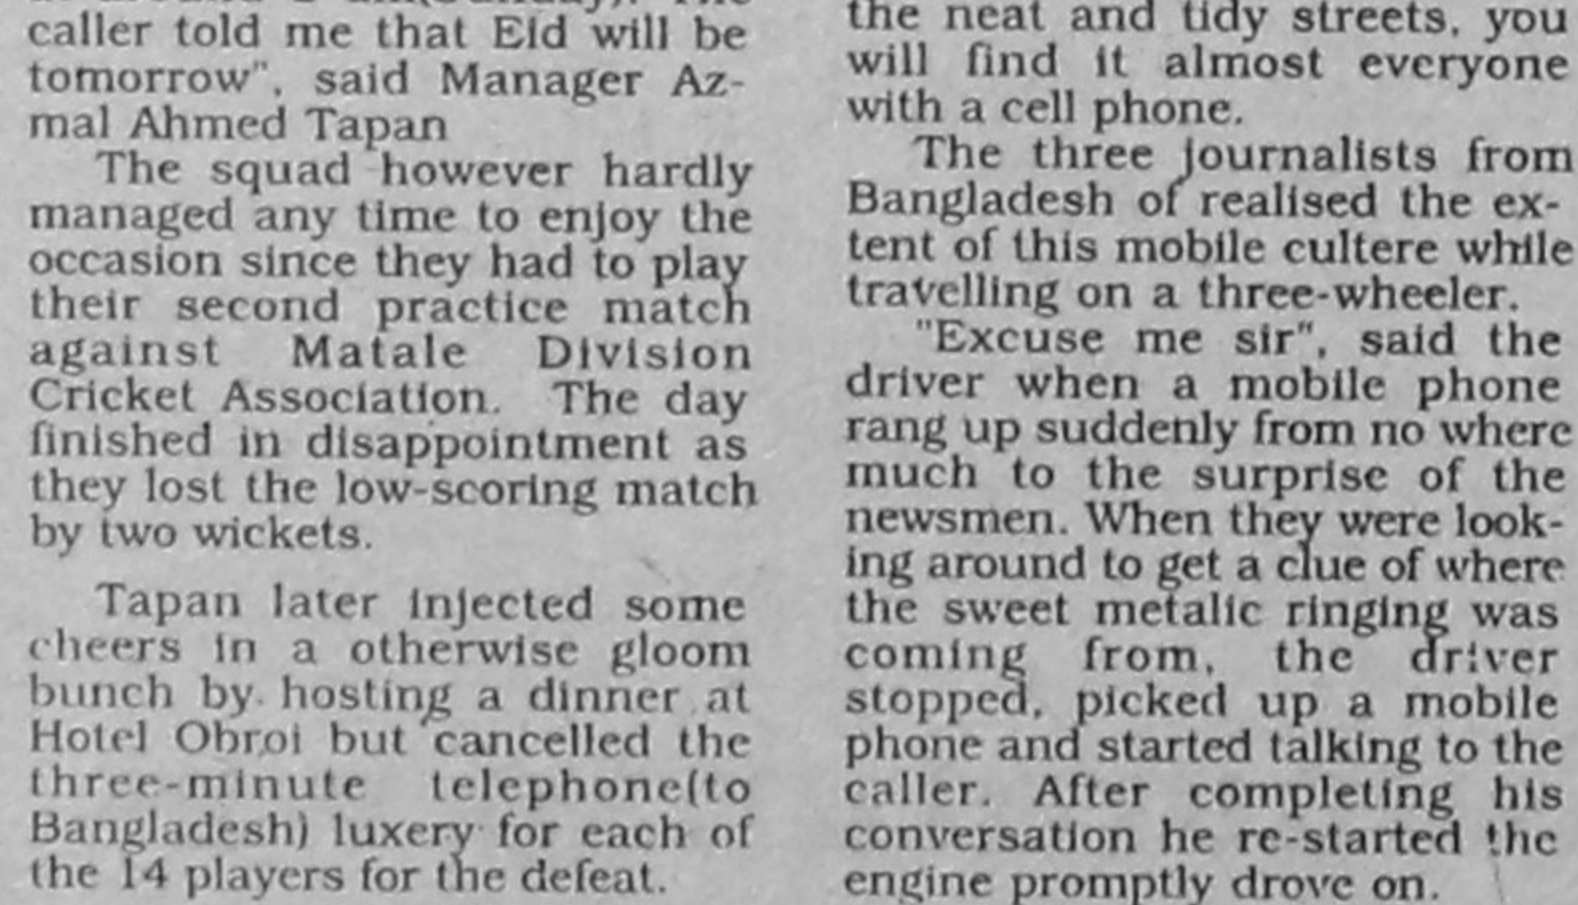 caller told me that Eid will be
tomorrow", said Manager Az-
mal Ahmed Tapan
The squad however hardly
managed any time to enjoy the
occasion since they had to play
their second practice match
against Matale Division
Cricket Association. The day
finished in disappointment as
they lost the low-scoring match
by two wickets.
Tapan later injected some
cheers in a otherwise gloom
bunch by hosting a dinner at
Hotel Obroi but cancelled the
three-minute telephone(to
Bangladesh) luxery for each of
the 14 players for the defeat.
the neat and tidy streets, you
will find it almost everyone
with a cell phone.
The three journalists from
Bangladesh of realised the ex-
tent of this mobile cultere while
travelling on a three-wheeler.
"Excuse me sir", said the
driver when a mobile phone
rang up suddenly from no where
much to the surprise of the
newsmen. When they were look-
ing around to get a clue of where
the sweet metalic ringing was
coming from, the driver
stopped, picked up a mobile
phone and started talking to the
caller. After completing his
conversation he re-started the
engine promptly drove on.